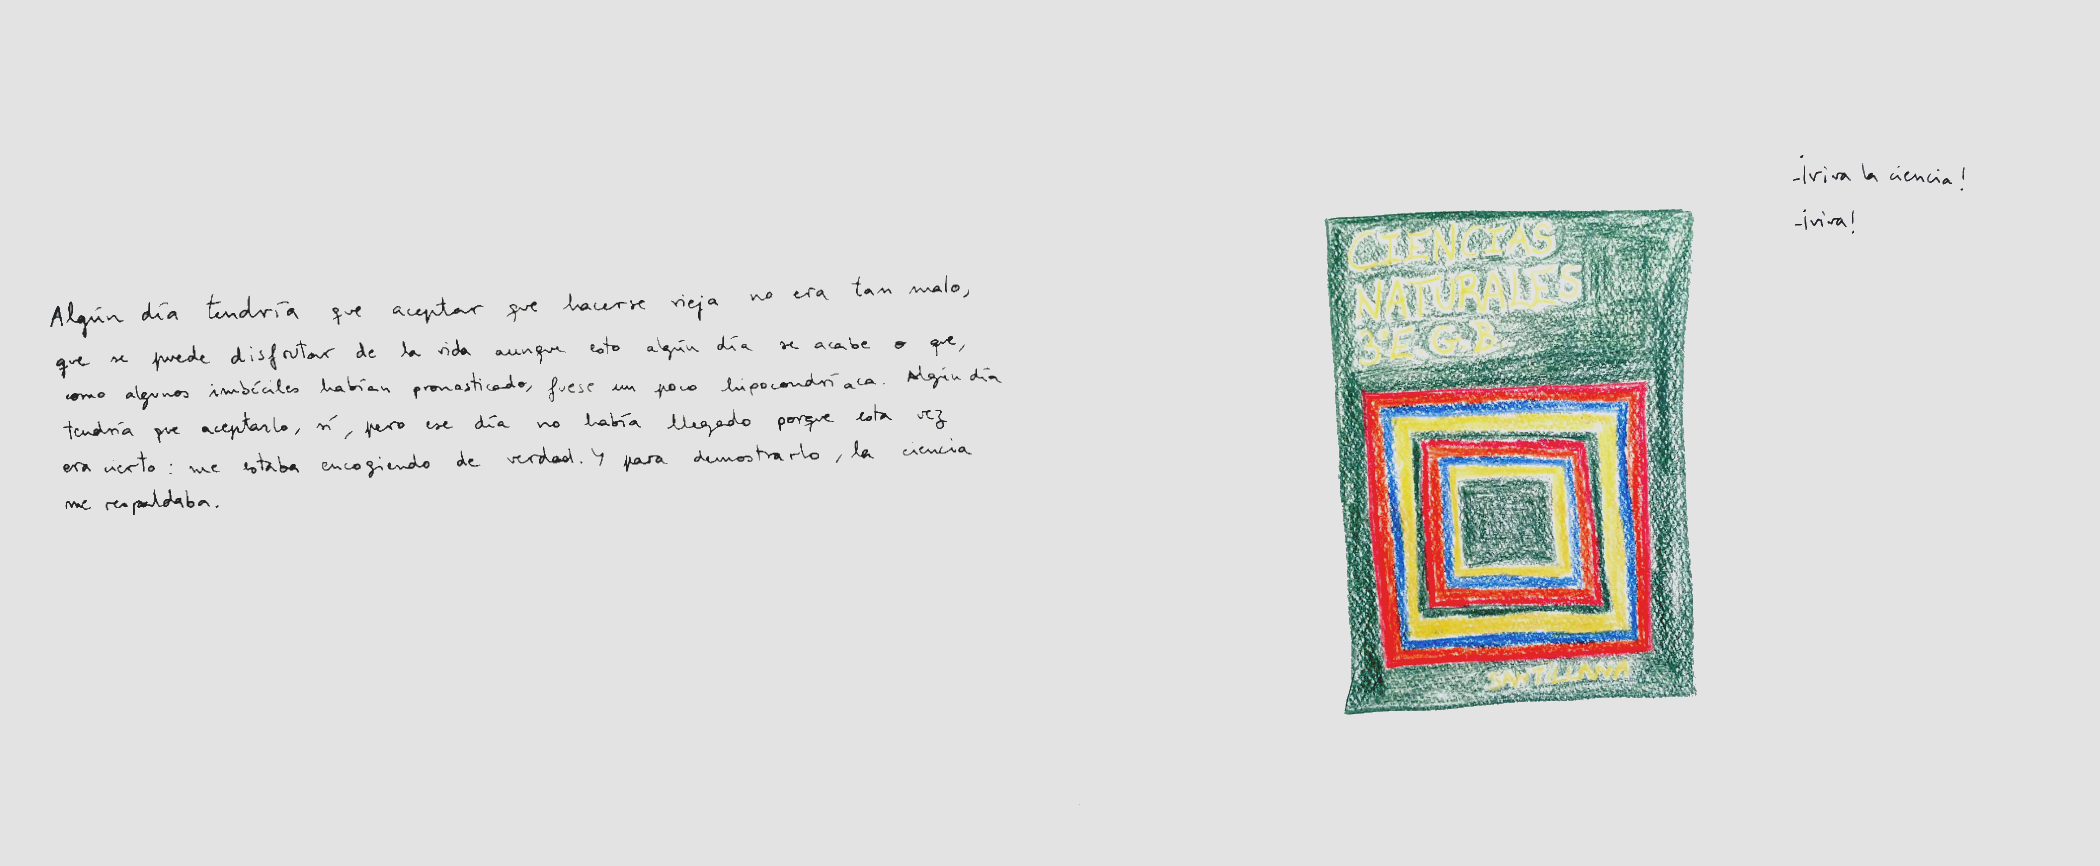 Algún día tendría que aceptar que hacerse vieja no era tan malo,
que se puede disfrutar de la vida aunque esto algún día se acabe o que,
como algunos imbéciles habían pronosticado, fuese un poco hipocondríaca. Algún día
tendría que aceptarlo, sí, pero ese día no había llegado porque esta vez
era cierto: me estaba encogiendo de verdad. Y para demostrarlo, la ciencia
me respaldaba.
CIENCIAS
NATURALES
3º E.G.B.
SANTILLANA
-¡viva la ciencia!
-¡viva!